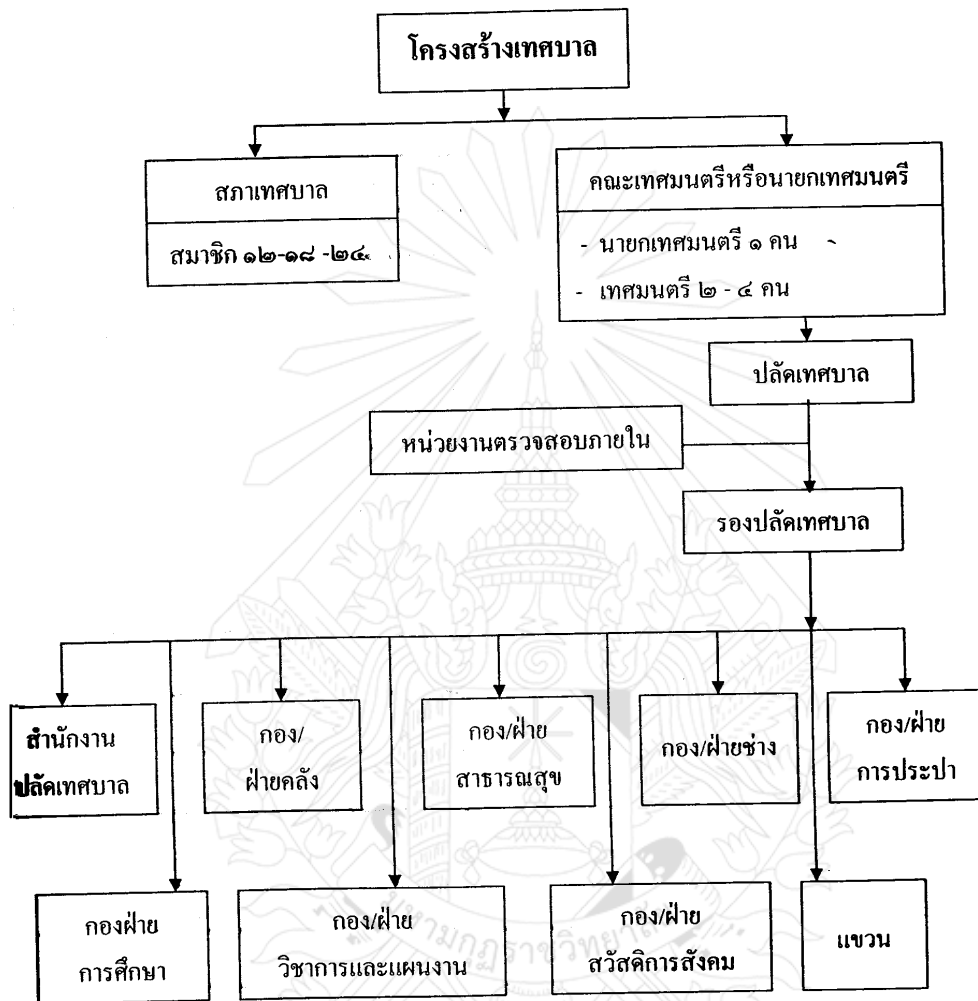 โครงสร้างเทศบาล
สภาเทศบาล
สมาชิก ๑๒-๑๘ -๒๔
คณะเทศมนตรีหรือนายกเทศมนตรี
- นายกเทศมนตรี ๑ คน
- เทศมนตรี ๒ - ๔ คน
ปลัดเทศบาล
หน่วยงานตรวจสอบภายใน
รองปลัดเทศบาล
สำนักงาน
ปลัดเทศบาล
กอง/
ฝ่ายคลัง
กอง/ฝ่าย
สาธารณสุข
กอง/ฝ่ายช่าง
กอง/ฝ่าย
การประปา
กองฝ่าย
การศึกษา
กอง/ฝ่าย
วิชาการและแผนงาน
กอง/ฝ่าย
สวัสดิการสังคม
แขวน